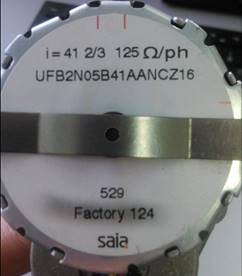 i = 41 2/3 125 Ω/ph
UFB2N05B41AANCZ16
529
Factory 124
saia